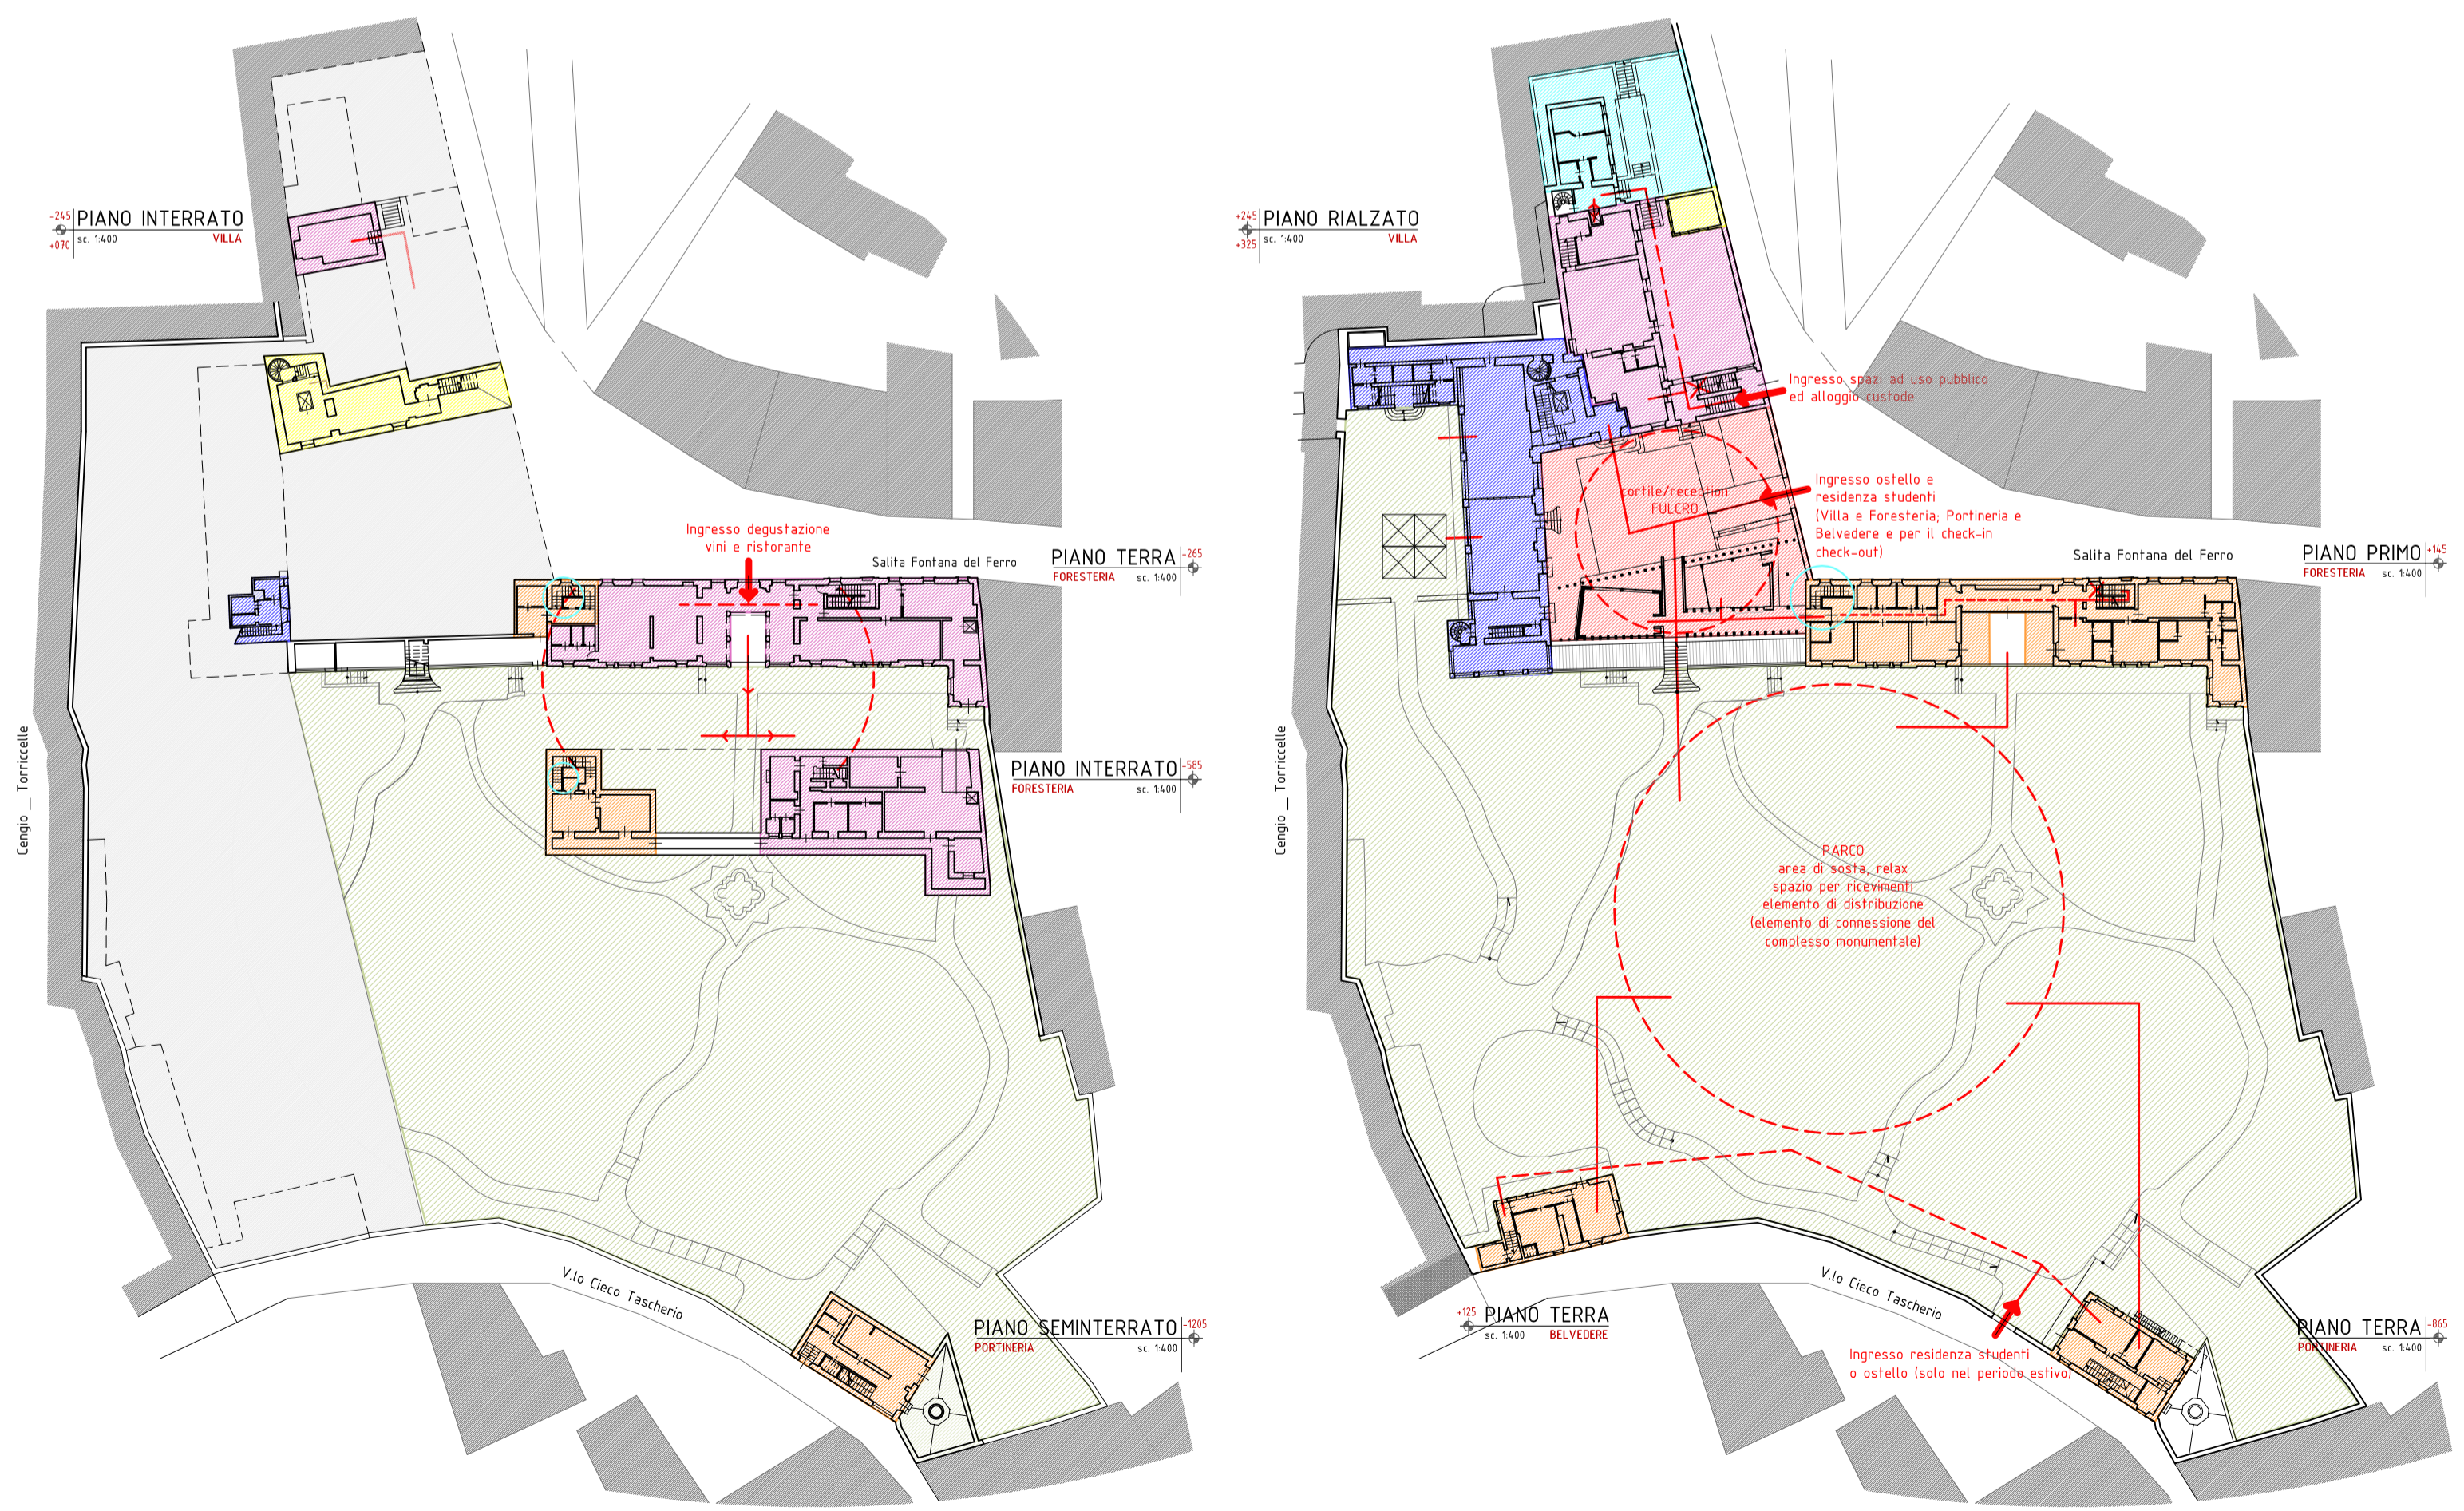 -245
+070
PIANO INTERRATO
sc. 1:400
VILLA
Ingresso degustazione
vini e ristorante
Salita Fontana del Ferro
PIANO TERRA
-265
FORESTERIA
sc. 1:400
PIANO INTERRATO
-585
FORESTERIA
sc. 1:400
Cengio _ Torriccelle
V.lo Cieco Tascherio
PIANO SEMINTERRATO
-1205
PORTINERIA
sc. 1:400
+245
+325
PIANO RIALZATO
sc. 1:400
VILLA
Ingresso spazi ad uso pubblico
ed alloggio custode
cortile/reception
FULCRO
Ingresso ostello e
residenza studenti
(Villa e Foresteria; Portineria e
Belvedere e per il check-in
check-out)
Salita Fontana del Ferro
PIANO PRIMO
+145
FORESTERIA
sc. 1:400
Cengio _ Torriccelle
PARCO
area di sosta, relax
spazio per ricevimenti
elemento di distribuzione
(elemento di connessione del
complesso monumentale)
V.lo Cieco Tascherio
+125
PIANO TERRA
sc. 1:400
BELVEDERE
Ingresso residenza studenti
o ostello (solo nel periodo estivo)
PIANO TERRA
-865
PORTINERIA
sc. 1:400